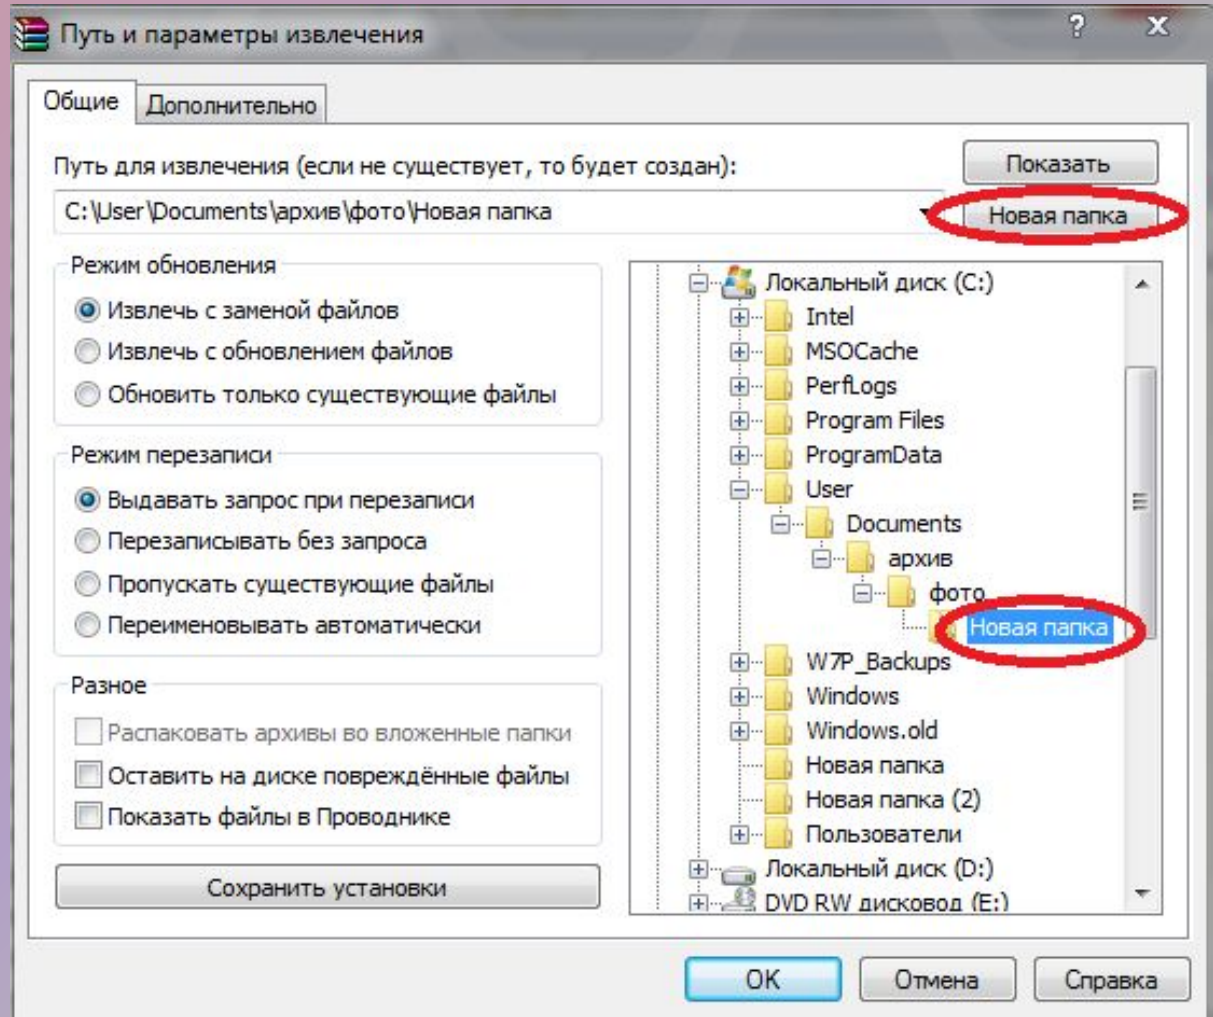 Путь и параметры извлечения
Общие
Дополнительно
Путь для извлечения (если не существует, то будет создан):
Показать
C:\User\Documents\архив\фото\Новая папка
Новая папка
Режим обновления
Извлечь с заменой файлов
Извлечь с обновлением файлов
Обновить только существующие файлы
Режим перезаписи
Выдавать запрос при перезаписи
Перезаписывать без запроса
Пропускать существующие файлы
Переименовывать автоматически
Разное
Распаковать архивы во вложенные папки
Оставить на диске повреждённые файлы
Показать файлы в Проводнике
Сохранить установки
Локальный диск (C:)
Intel
MSOCache
PerfLogs
Program Files
ProgramData
User
Documents
архив
фото
Новая папка
W7P_Backups
Windows
Windows.old
Новая папка
Новая папка (2)
Пользователи
Локальный диск (D:)
DVD RW дисковод (E:)
OK
Отмена
Справка